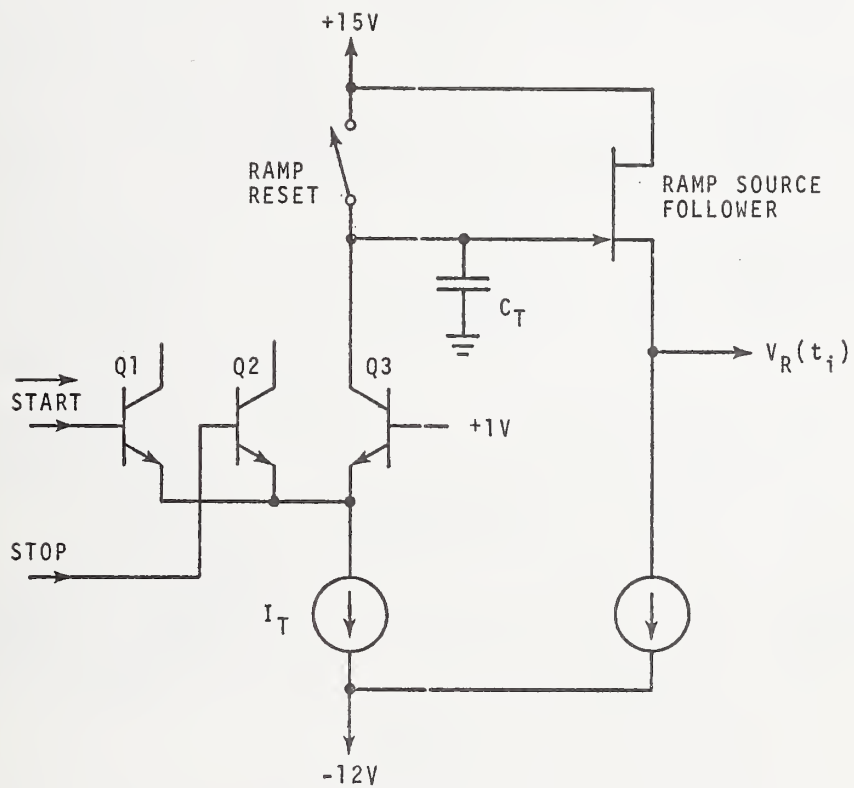 +15V
RAMP
RESET
RAMP SOURCE
FOLLOWER
C_T
Q1
Q2
Q3
V_R(t_i)
START
+1V
STOP
I_T
-12V